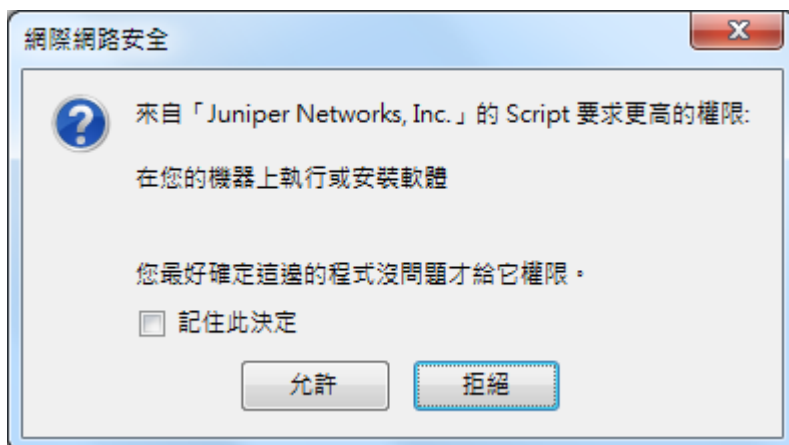 網際網路安全
來自「Juniper Networks, Inc.」的 Script 要求更高的權限:
在您的機器上執行或安裝軟體
您最好確定這邊的程式沒問題才給它權限。
記住此決定
允許
拒絕